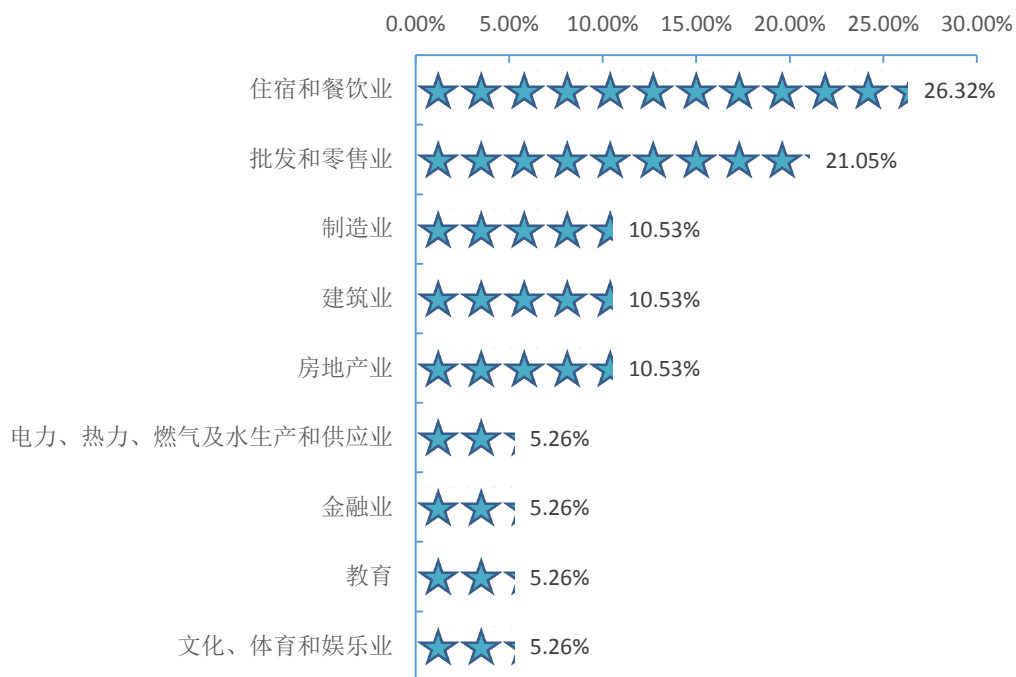 0.00% 5.00% 10.00% 15.00% 20.00% 25.00% 30.00%
住宿和餐饮业 26.32%
批发和零售业 21.05%
制造业 10.53%
建筑业 10.53%
房地产业 10.53%
电力、热力、燃气及水生产和供应业 5.26%
金融业 5.26%
教育 5.26%
文化、体育和娱乐业 5.26%